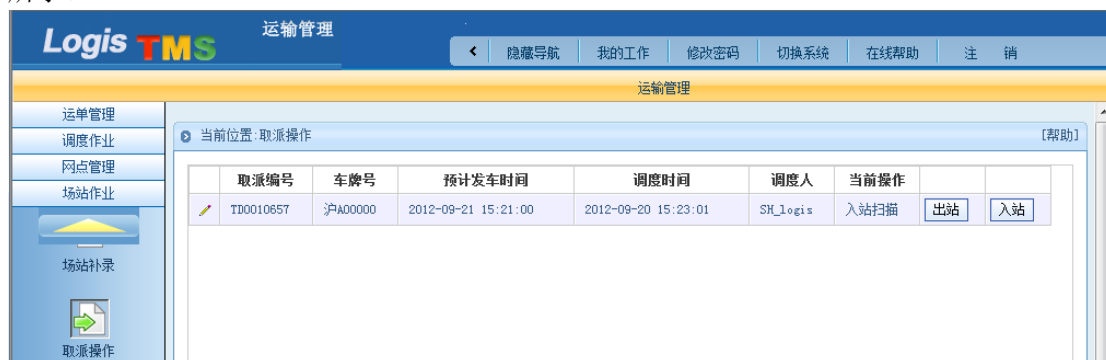 运输管理
Logis TMS
隐藏导航 我的工作 修改密码 切换系统 在线帮助 注 销
运输管理
运单管理
调度作业
网点管理
场站作业
场站补录
取派操作
当前位置:取派操作 [帮助]
取派编号 车牌号 预计发车时间 调度时间 调度人 当前操作
TD0010657 沪A00000 2012-09-21 15:21:00 2012-09-20 15:23:01 SH_logis 入站扫描 出站 入站